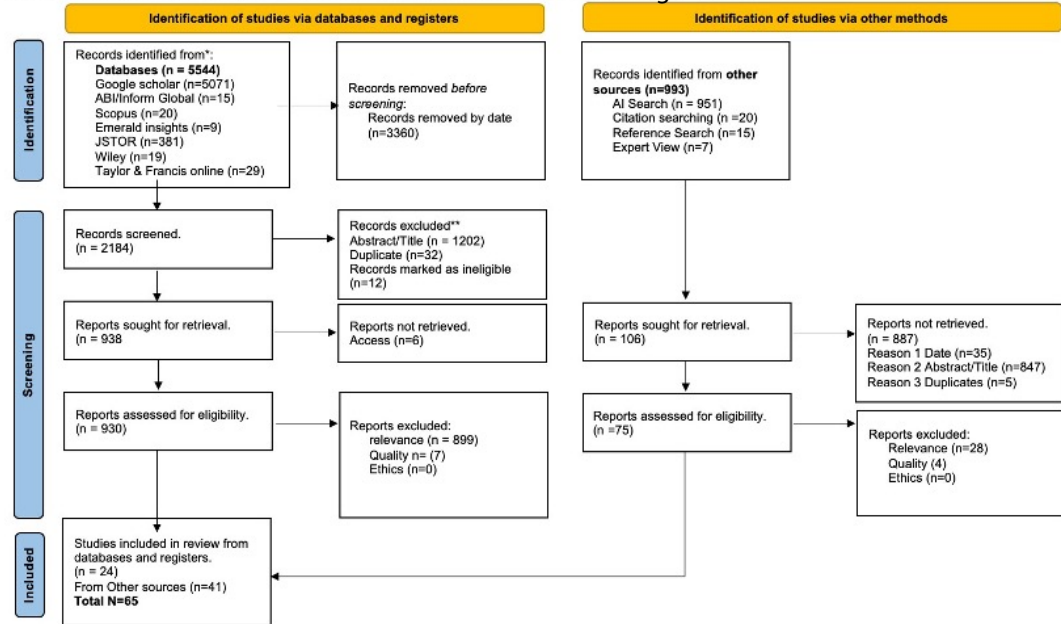 Identification of studies via databases and registers
Identification of studies via other methods
Identification
Records identified from*:
Databases (n = 5544)
Google scholar (n=5071)
ABI/Inform Global (n=15)
Scopus (n=20)
Emerald insights (n=9)
JSTOR (n=381)
Wiley (n=19)
Taylor & Francis online (n=29)
Records removed before
screening:
Records removed by date
(n=3360)
Records identified from other
sources (n=993)
AI Search (n = 951)
Citation searching (n =20)
Reference Search (n=15)
Expert View (n=7)
Screening
Records screened.
(n = 2184)
Records excluded**
Abstract/Title (n = 1202)
Duplicate (n=32)
Records marked as ineligible
(n=12)
Reports sought for retrieval.
(n = 938
Reports not retrieved.
Access (n=6)
Reports sought for retrieval.
(n = 106)
Reports not retrieved.
(n = 887)
Reason 1 Date (n=35)
Reason 2 Abstract/Title (n=847)
Reason 3 Duplicates (n=5)
Reports assessed for eligibility.
(n = 930)
Reports excluded:
relevance (n = 899)
Quality n= (7)
Ethics (n=0)
Reports assessed for eligibility.
(n =75)
Reports excluded:
Relevance (n=28)
Quality (4)
Ethics (n=0)
Included
Studies included in review from
databases and registers.
(n = 24)
From Other sources (n=41)
Total N=65